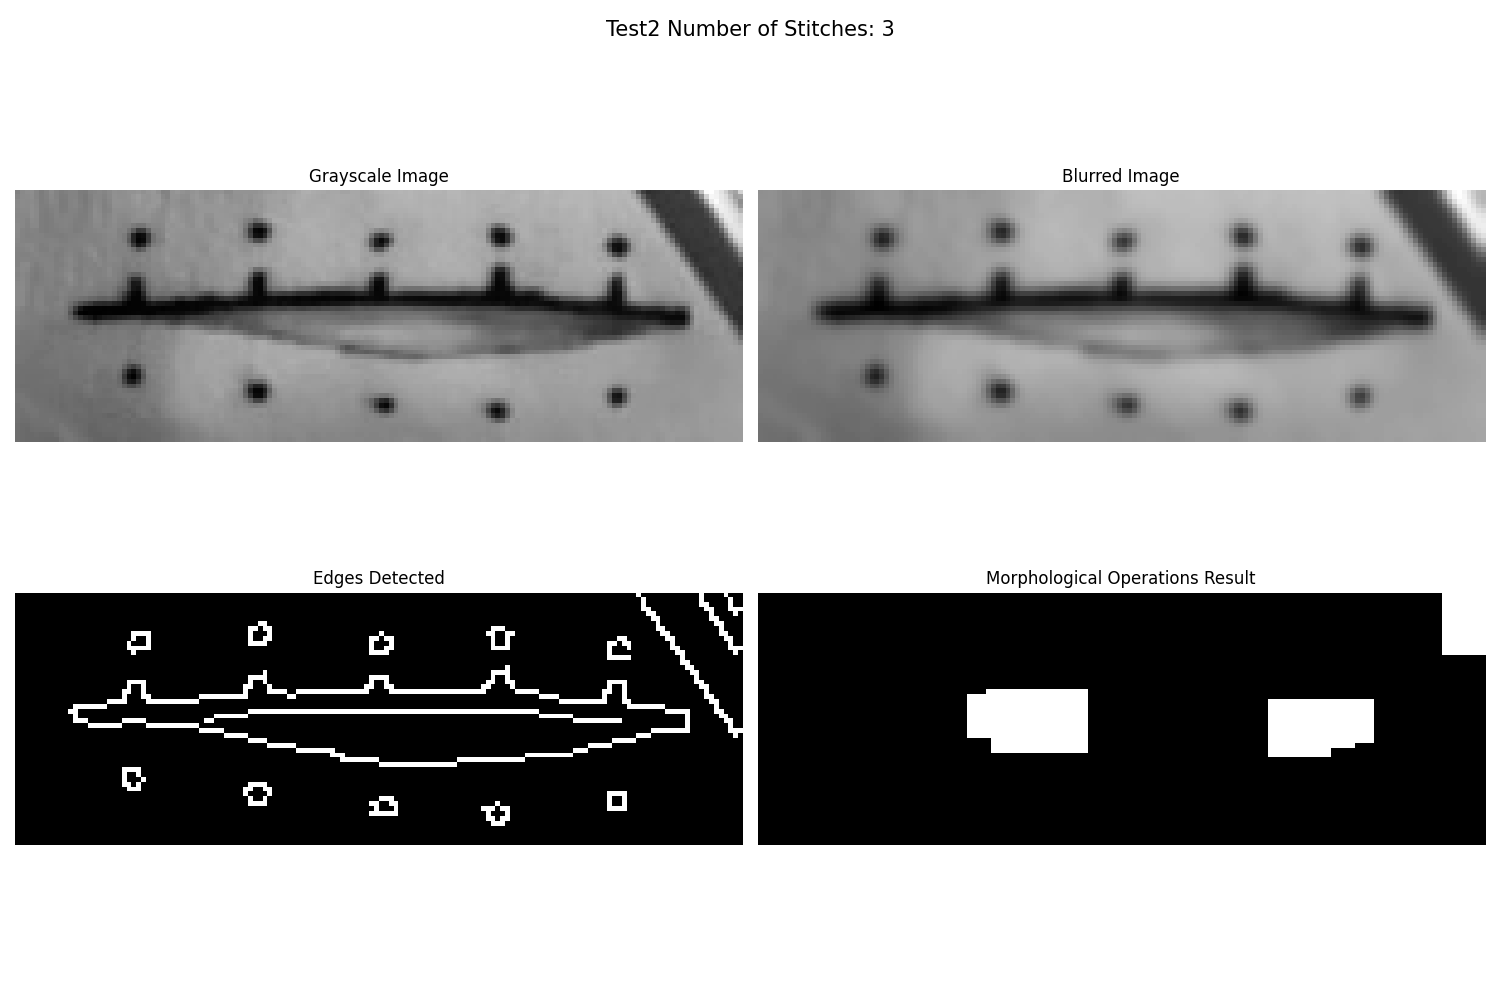 Test2 Number of Stitches: 3
Grayscale Image
Blurred Image
Edges Detected
Morphological Operations Result